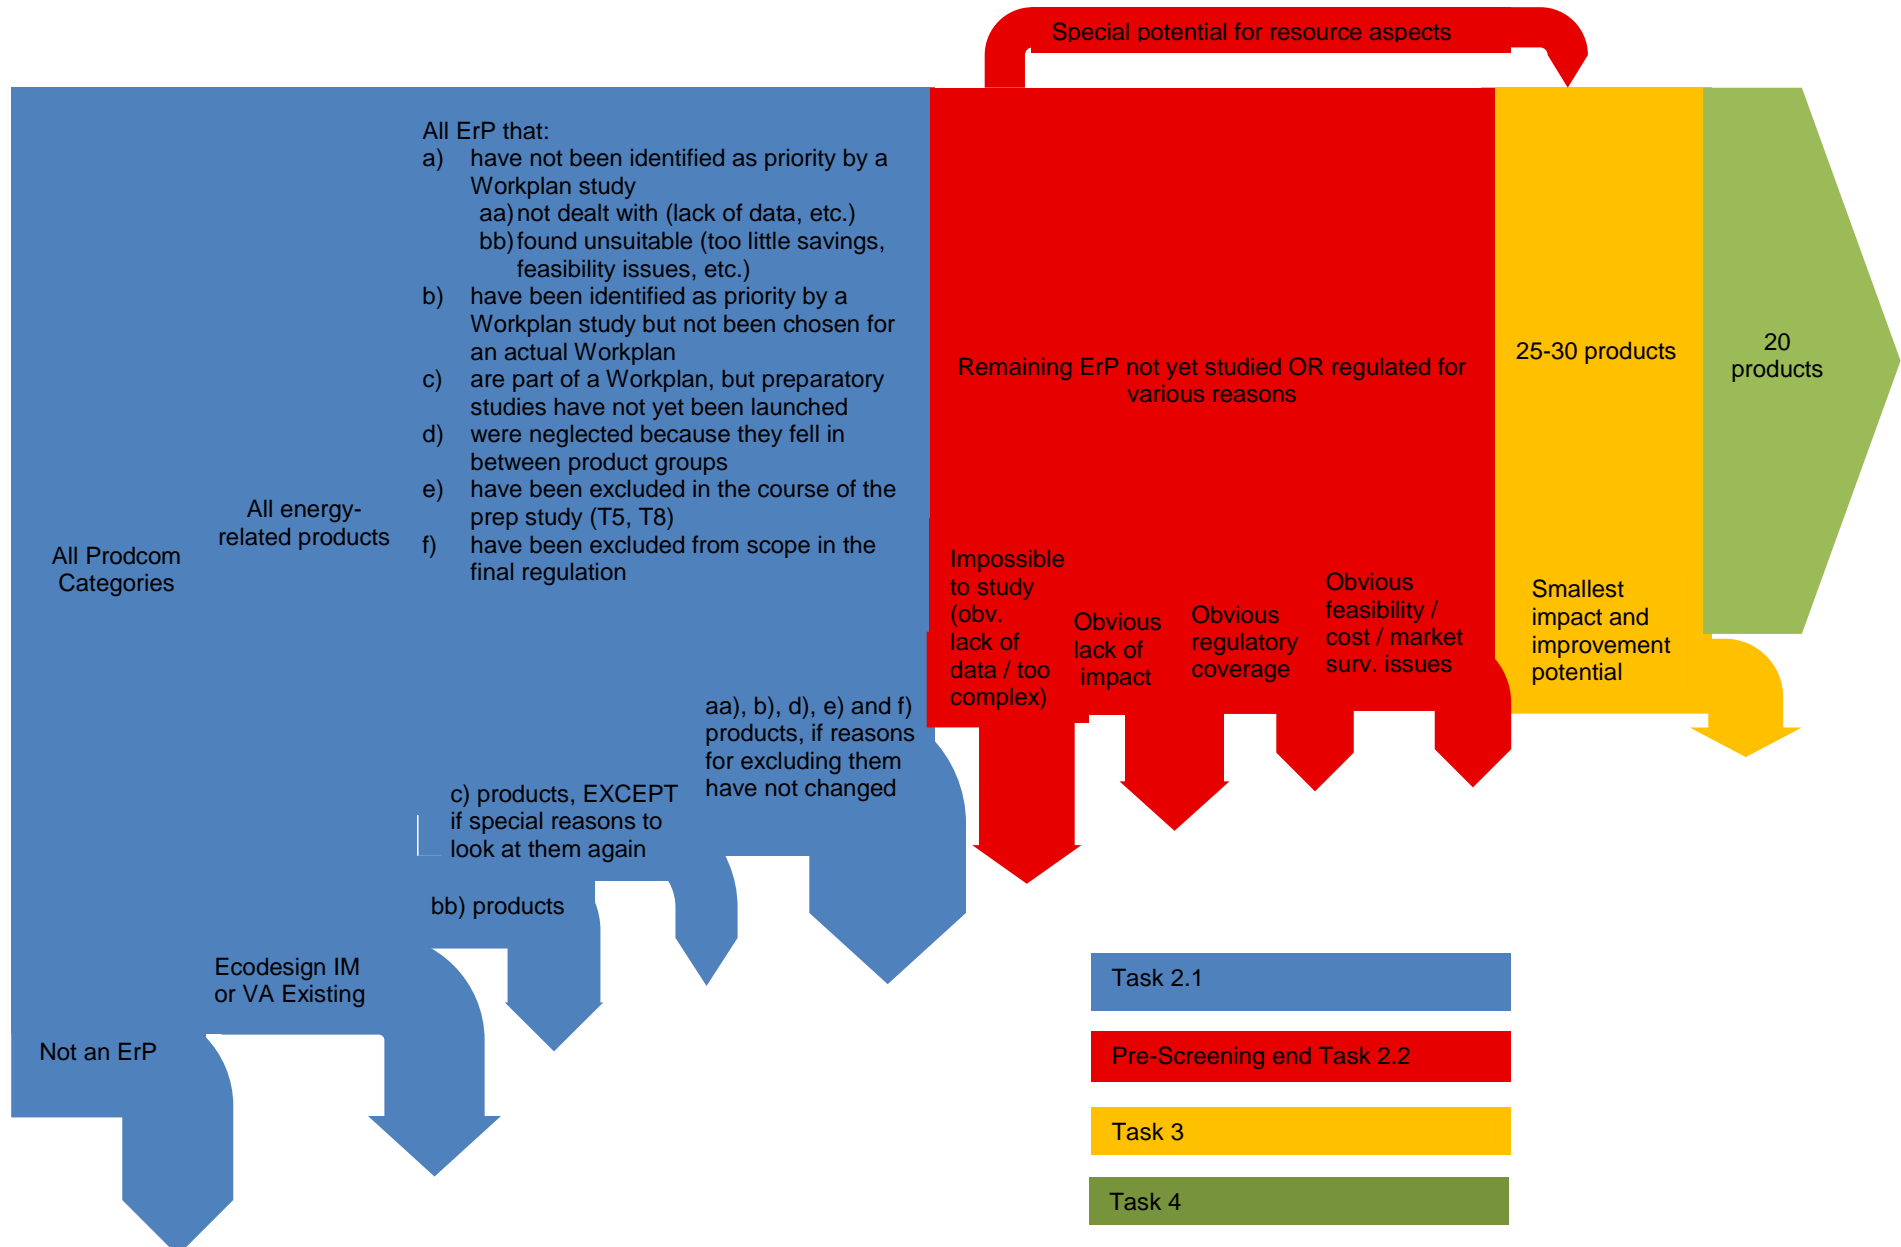 Special potential for resource aspects
All ErP that:
a) have not been identified as priority by a
Workplan study
aa) not dealt with (lack of data, etc.)
bb) found unsuitable (too little savings,
feasibility issues, etc.)
b) have been identified as priority by a
Workplan study but not been chosen for
an actual Workplan
c) are part of a Workplan, but preparatory
studies have not yet been launched
d) were neglected because they fell in
between product groups
e) have been excluded in the course of the
prep study (T5, T8)
f) have been excluded from scope in the
final regulation
All Prodcom
Categories
All energy-
related products
Remaining ErP not yet studied OR regulated for
various reasons
25-30 products
20
products
Impossible
to study
(obv.
lack of
data / too
complex)
Obvious
lack of
impact
Obvious
regulatory
coverage
Obvious
feasibility /
cost / market
surv. issues
Smallest
impact and
improvement
potential
aa), b), d), e) and f)
products, if reasons
for excluding them
have not changed
c) products, EXCEPT
if special reasons to
look at them again
bb) products
Ecodesign IM
or VA Existing
Not an ErP
Task 2.1
Pre-Screening end Task 2.2
Task 3
Task 4